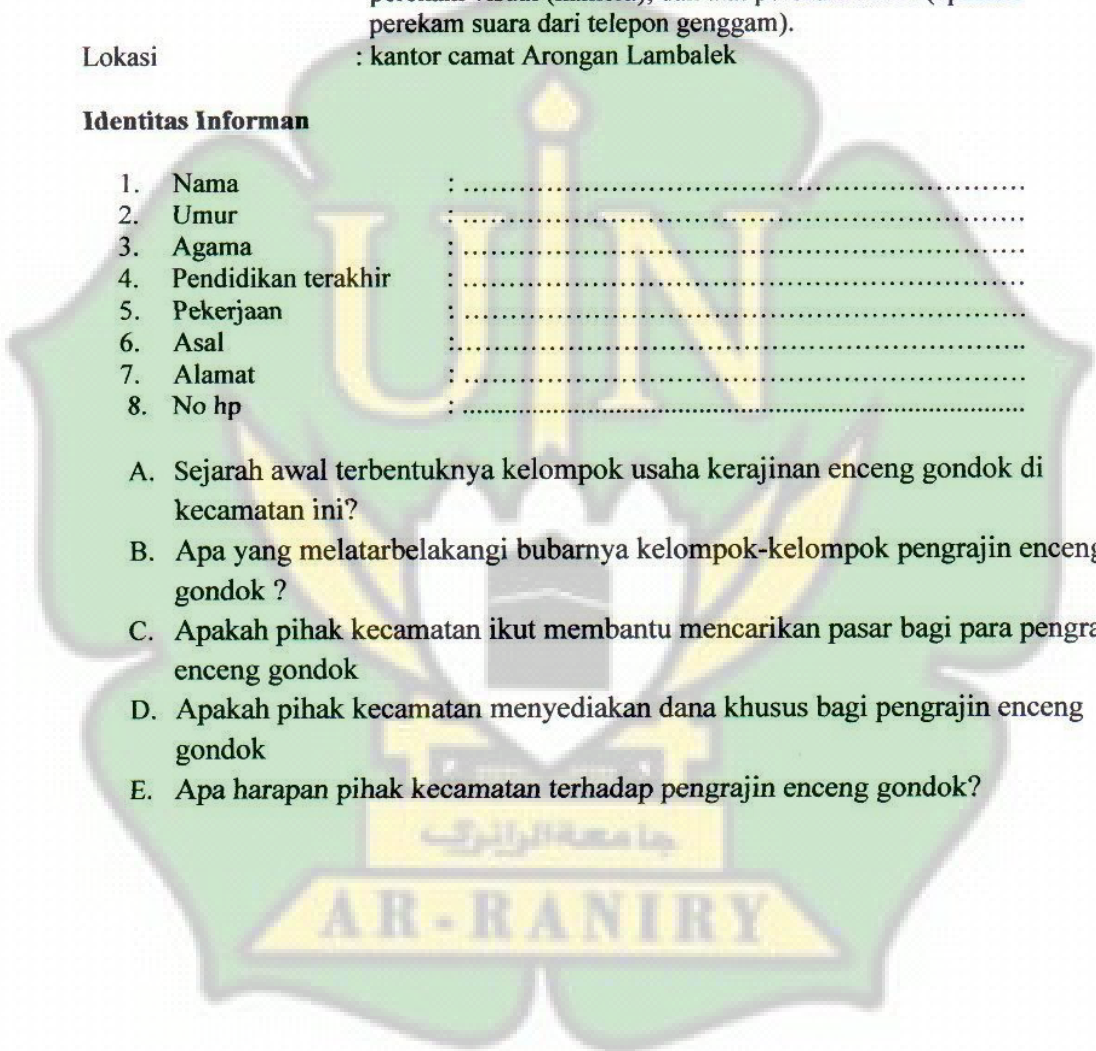 perekam suara dari telepon genggam).
Lokasi : kantor camat Arongan Lambalek
Identitas Informan
1. Nama : ................................................................
2. Umur : ................................................................
3. Agama : ................................................................
4. Pendidikan terakhir : ................................................................
5. Pekerjaan : ................................................................
6. Asal :................................................................
7. Alamat : ................................................................
8. No hp : ................................................................
A. Sejarah awal terbentuknya kelompok usaha kerajinan enceng gondok di
kecamatan ini?
B. Apa yang melatarbelakangi bubarnya kelompok-kelompok pengrajin enceng
gondok ?
C. Apakah pihak kecamatan ikut membantu mencarikan pasar bagi para pengra
enceng gondok
D. Apakah pihak kecamatan menyediakan dana khusus bagi pengrajin enceng
gondok
E. Apa harapan pihak kecamatan terhadap pengrajin enceng gondok?
UIN
جامعةالرانري
AR-RANIRY